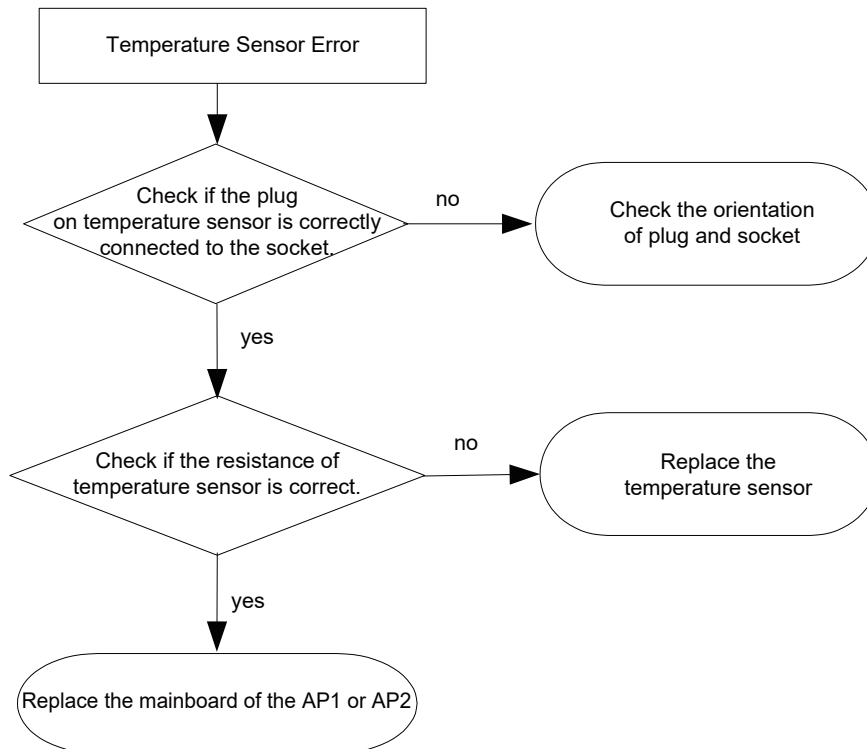 Temperature Sensor Error
Check if the plug
on temperature sensor is correctly
connected to the socket.
no
Check the orientation
of plug and socket
yes
Check if the resistance of
temperature sensor is correct.
no
Replace the
temperature sensor
yes
Replace the mainboard of the AP1 or AP2